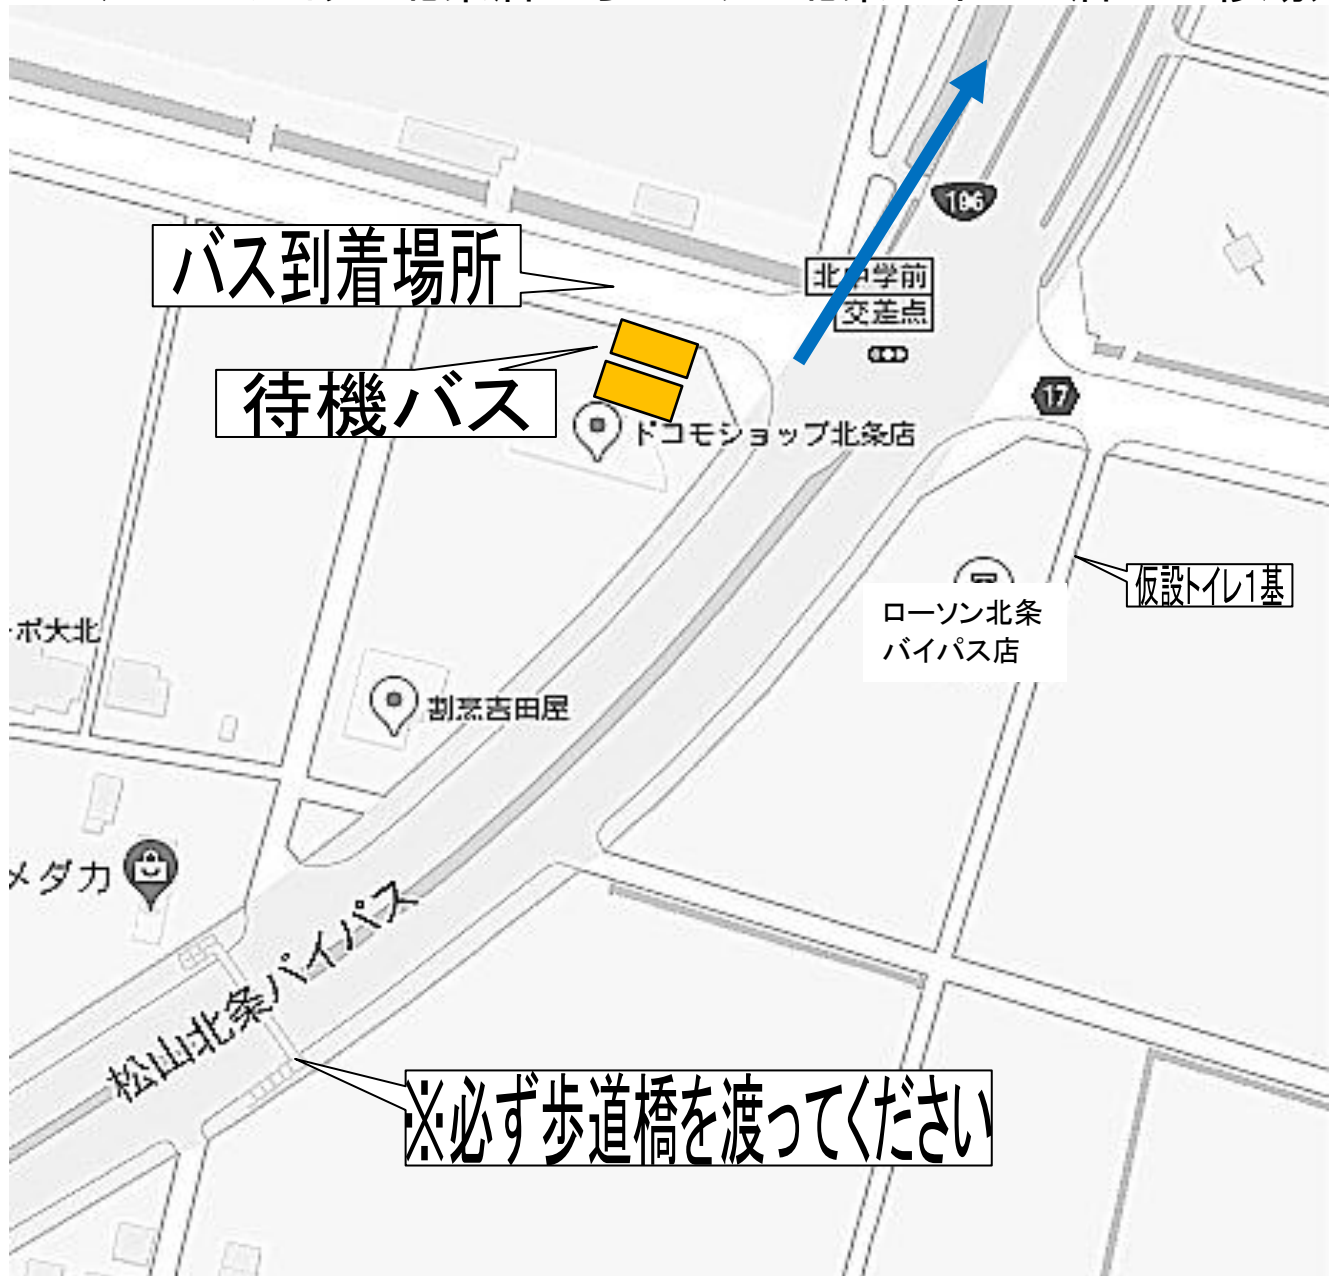 196
バス到着場所
北中学前
交差点
待機バス
17
ドコモショップ北条店
仮設トイレ1基
ローソン北条
バイパス店
ーポ大北
割烹吉田屋
メダカ
松山北条バイパス
※必ず歩道橋を渡ってください